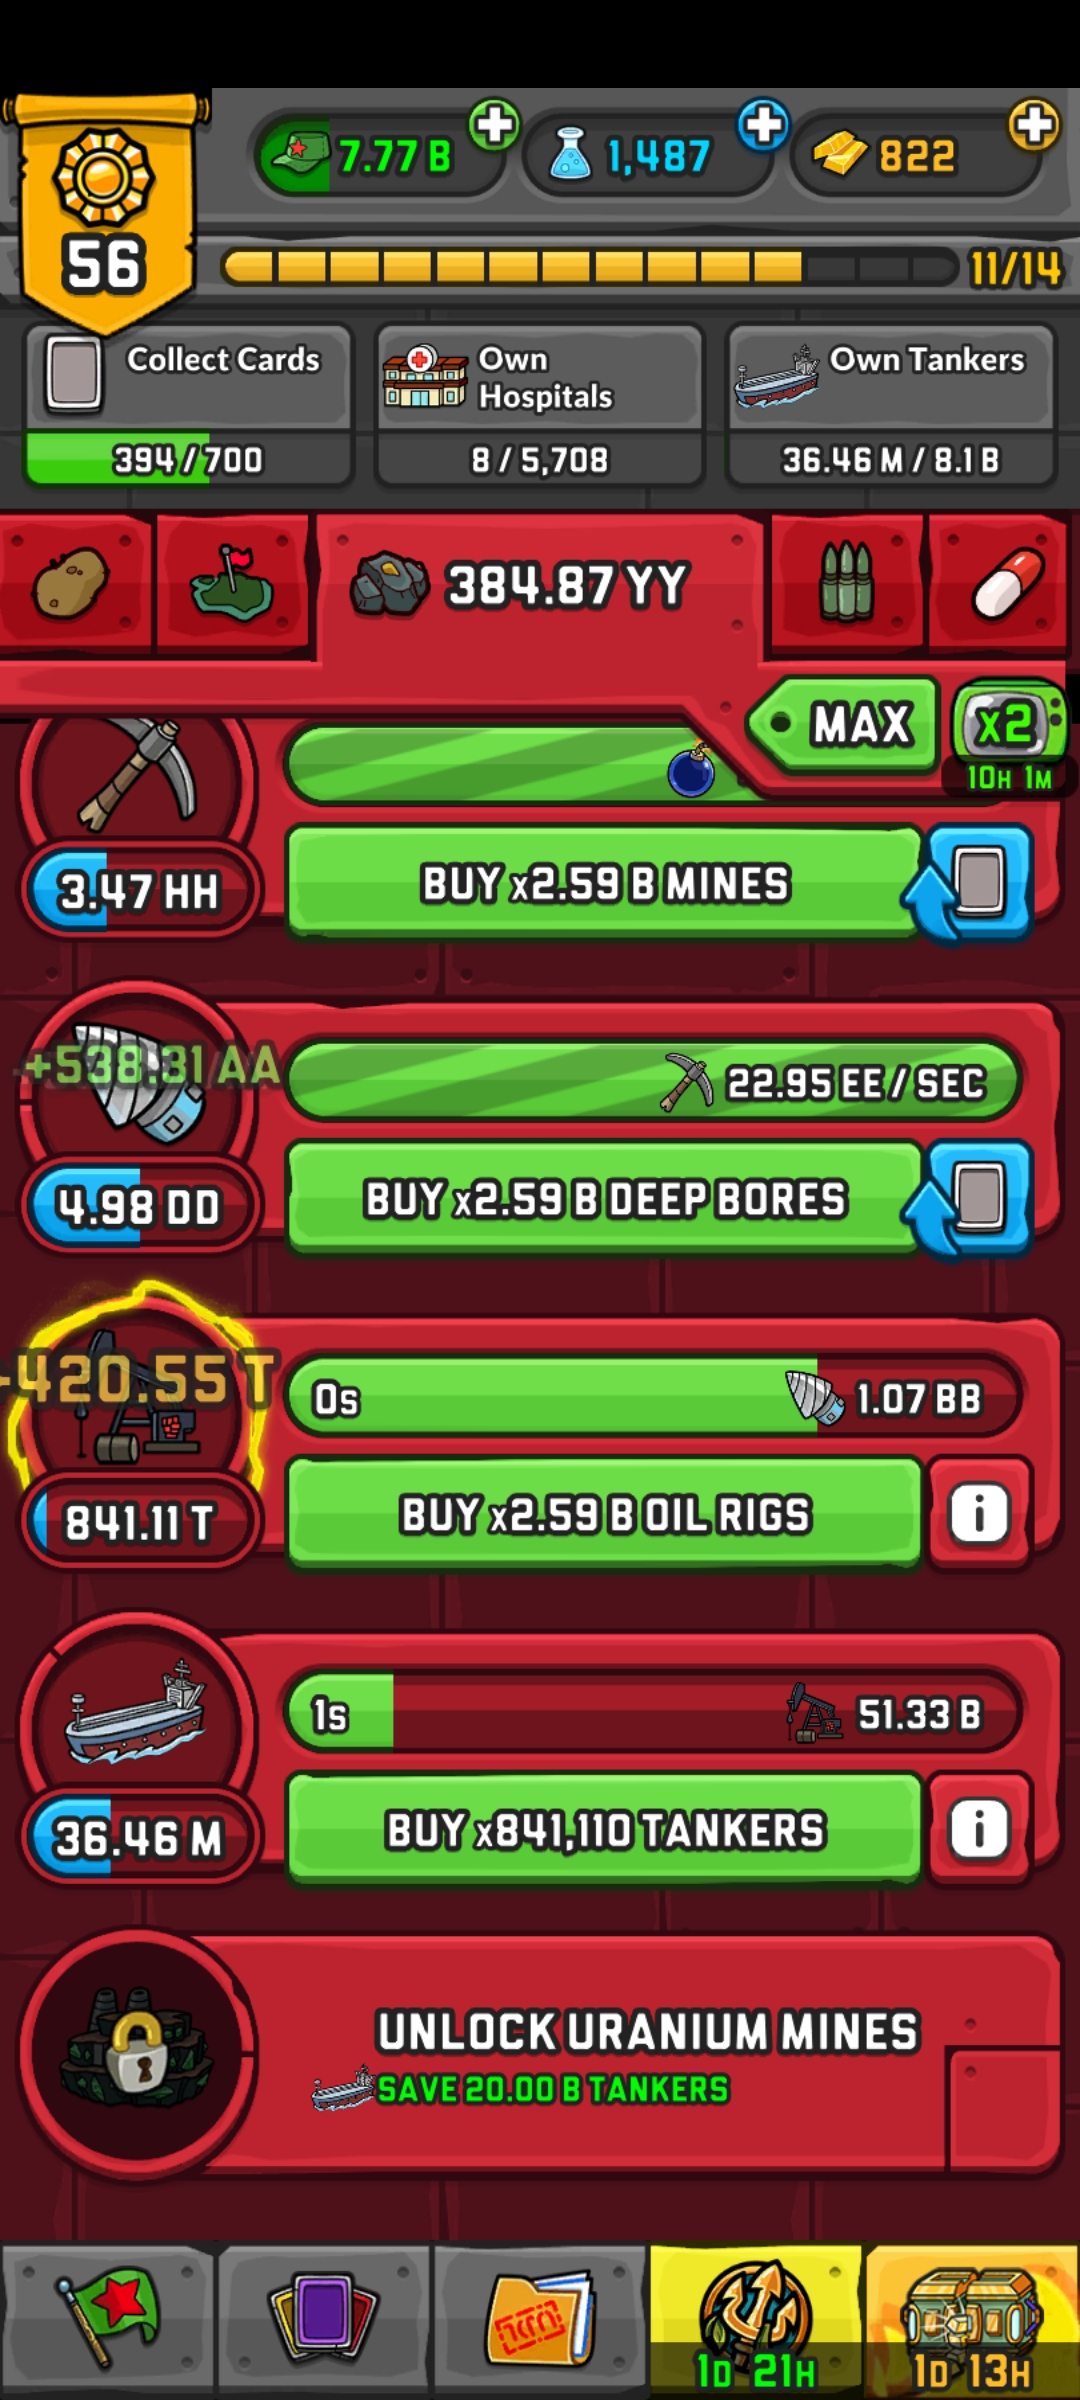 56
7.77 B
1,487
822
11/14
Collect Cards
394/700
Own
Hospitals
8/5,708
Own Tankers
36.46 M/8.1 B
384.87 YY
MAX
x2
10H 1M
3.47 HH
BUY x2.59 B MINES
+538.31 AA
22.95 EE/SEC
4.98 DD
BUY x2.59 B DEEP BORES
+420.55 T
0s
1.07 BB
841.11 T
BUY x2.59 B OIL RIGS
i
1s
51.33 B
36.46 M
BUY x841,110 TANKERS
i
UNLOCK URANIUM MINES
SAVE 20.00 B TANKERS
1D 21H
1D 13H